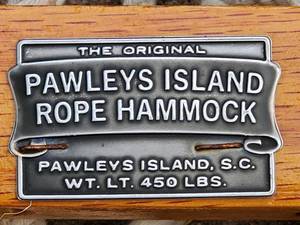 THE ORIGINAL
PAWLEYS ISLAND
ROPE HAMMOCK
PAWLEYS ISLAND, S.C.
WT. LT. 450 LBS.